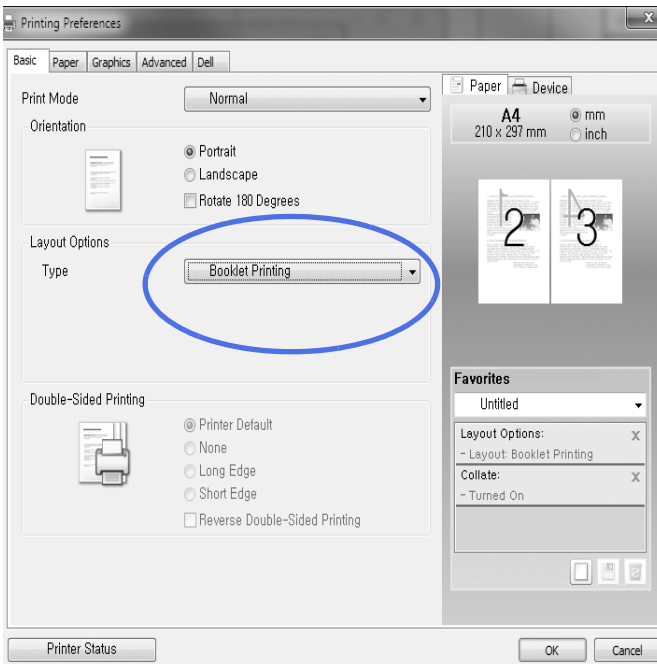 Printing Preferences
x
Basic Paper Graphics Advanced Dell
Print Mode
Normal
Orientation
Portrait
Landscape
Rotate 180 Degrees
Layout Options
Type
Booklet Printing
Double-Sided Printing
Printer Default
None
Long Edge
Short Edge
Reverse Double-Sided Printing
Paper Device
A4
210 x 297 mm
mm
inch
2 3
Favorites
Untitled
Layout Options: x
- Layout: Booklet Printing
Collate: x
- Turned On
Printer Status
OK Cancel